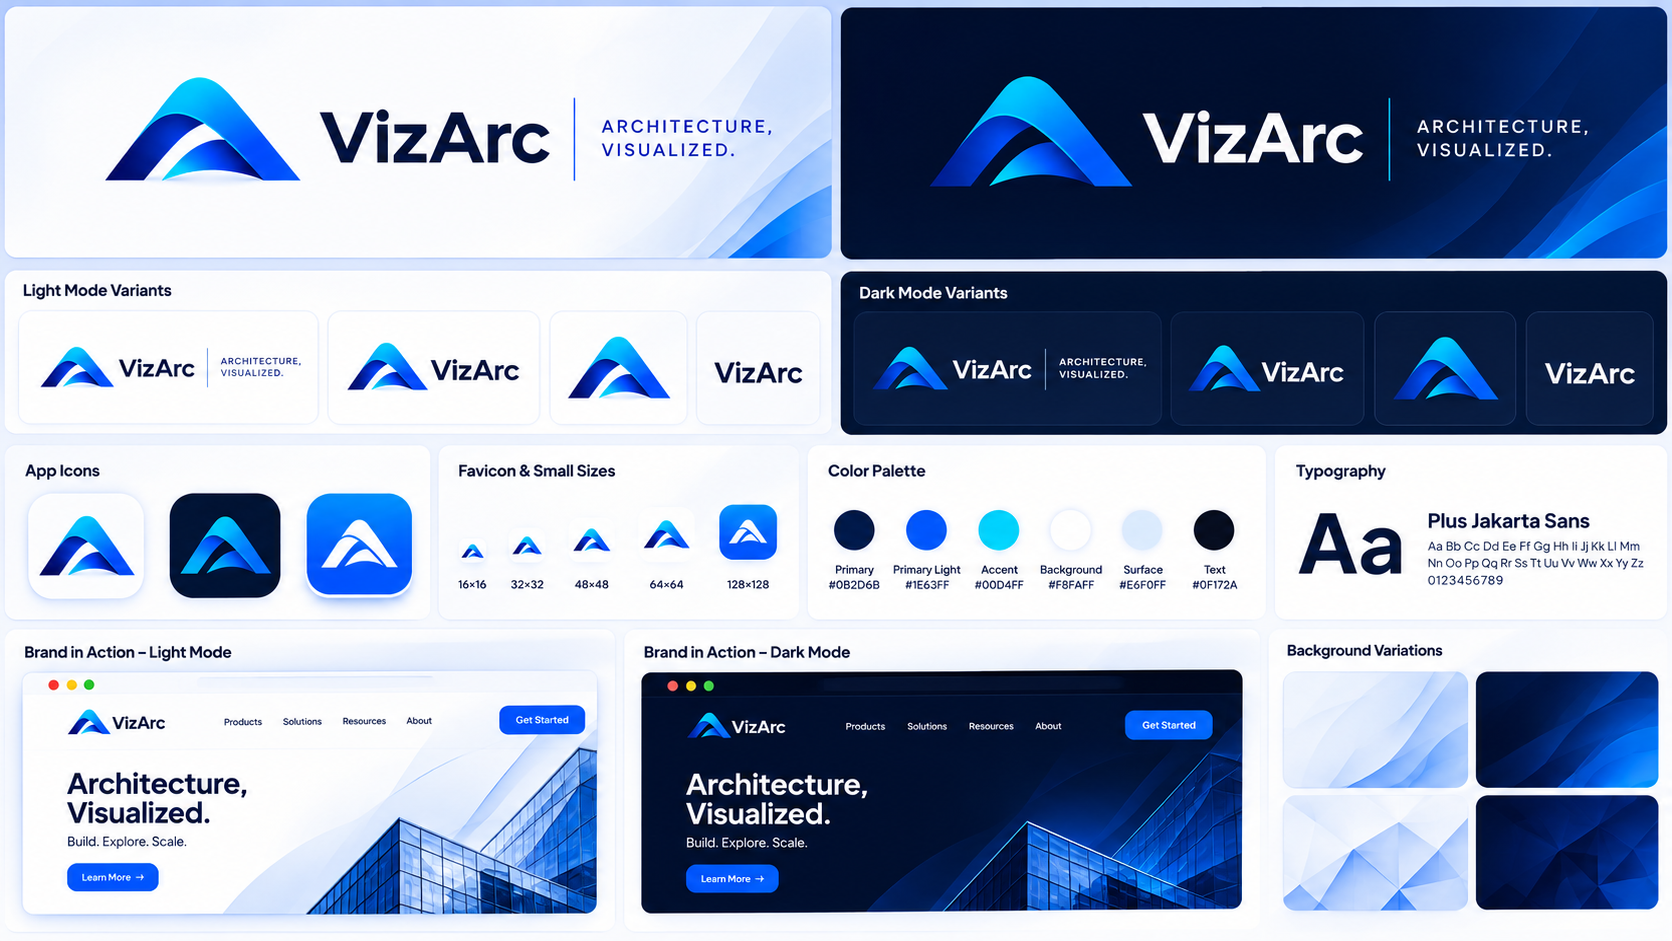 VizArc
ARCHITECTURE,
VISUALIZED.
VizArc
ARCHITECTURE,
VISUALIZED.
Light Mode Variants
VizArc
ARCHITECTURE,
VISUALIZED.
VizArc
VizArc
Dark Mode Variants
VizArc
ARCHITECTURE,
VISUALIZED.
VizArc
VizArc
App Icons
Favicon & Small Sizes
16×16
32×32
48×48
64×64
128×128
Color Palette
Primary
#0B2D6B
Primary Light
#1E63FF
Accent
#00D4FF
Background
#F8FAFF
Surface
#E6F0FF
Text
#0F172A
Typography
Aa
Plus Jakarta Sans
Aa Bb Cc Dd Ee Ff Gg Hh Ii Jj Kk Ll Mm
Nn Oo Pp Qq Rr Ss Tt Uu Vv Ww Xx Yy Zz
0123456789
Brand in Action – Light Mode
VizArc
Products
Solutions
Resources
About
Get Started
Architecture,
Visualized.
Build. Explore. Scale.
Learn More →
Brand in Action – Dark Mode
VizArc
Products
Solutions
Resources
About
Get Started
Architecture,
Visualized.
Build. Explore. Scale.
Learn More →
Background Variations